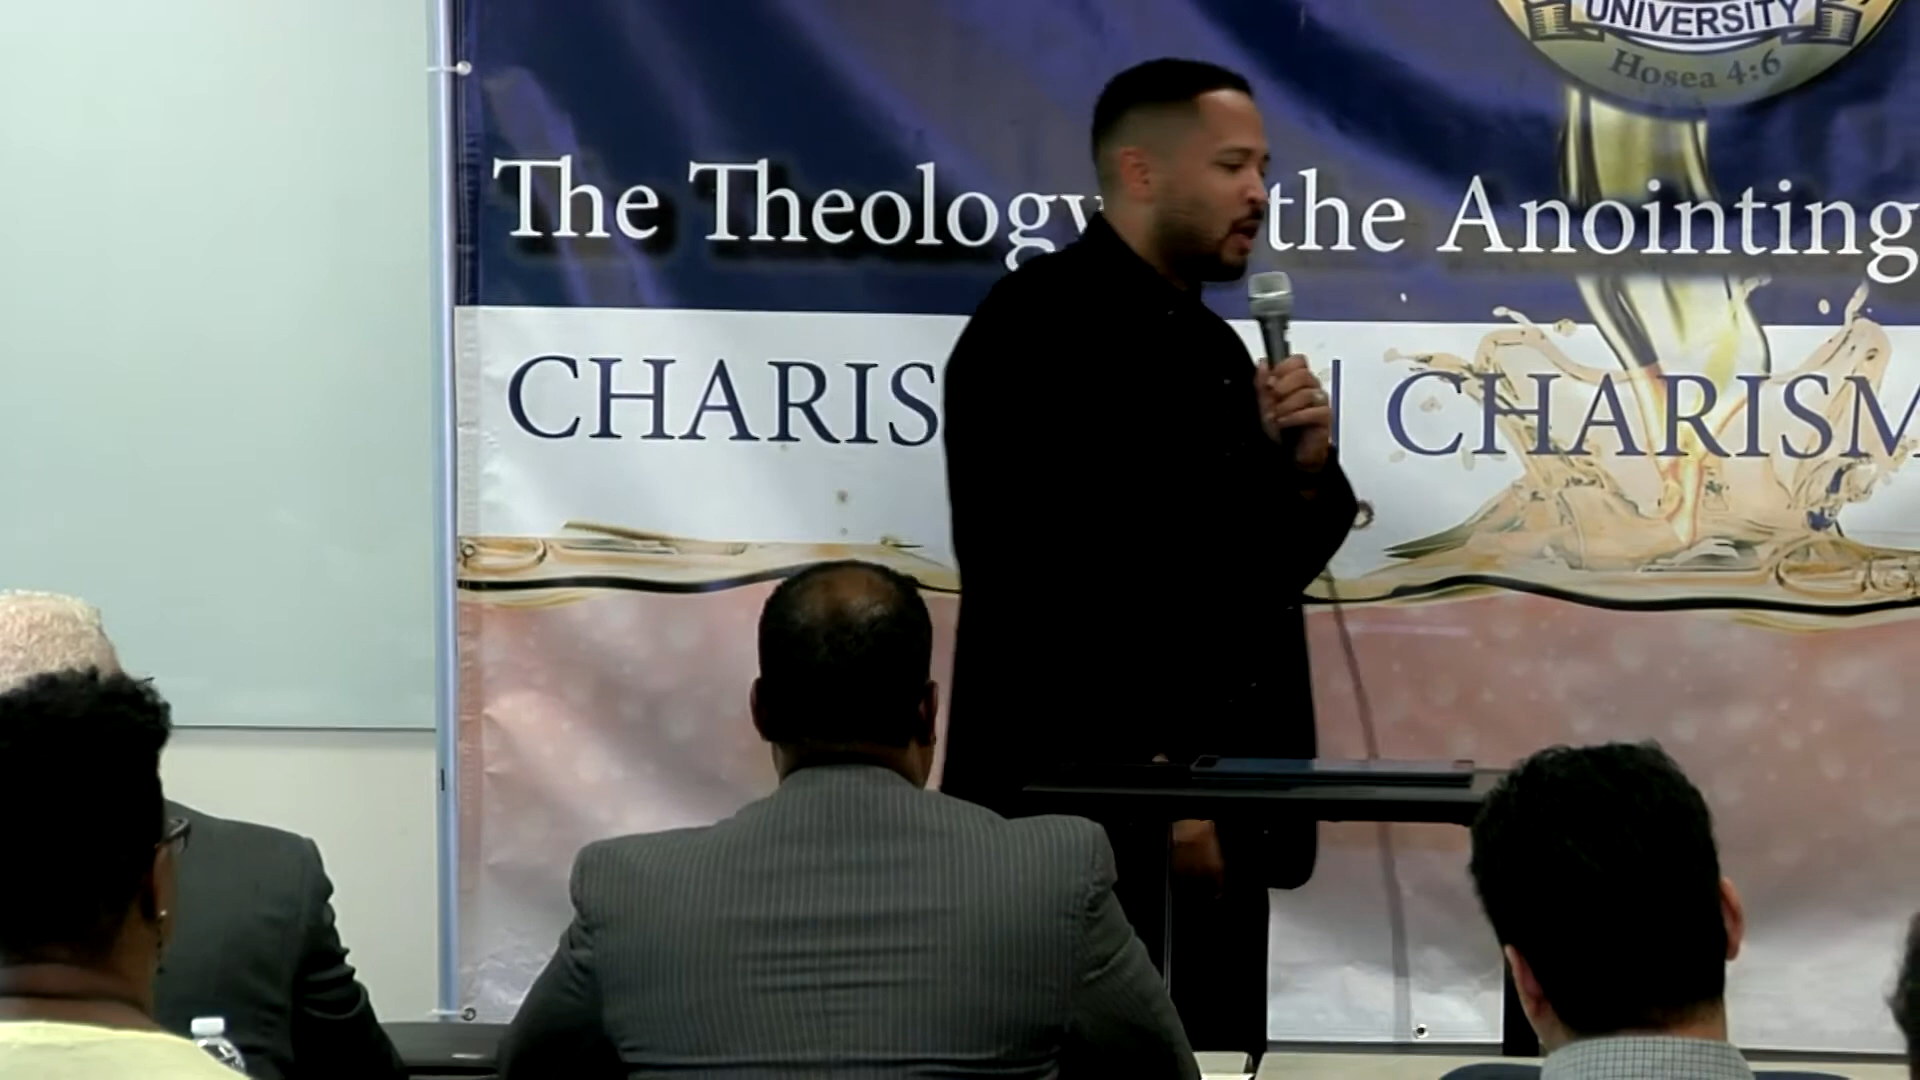 UNIVERSITY
Hosea 4:6
The Theology the Anointing
CHARIS | CHARISM